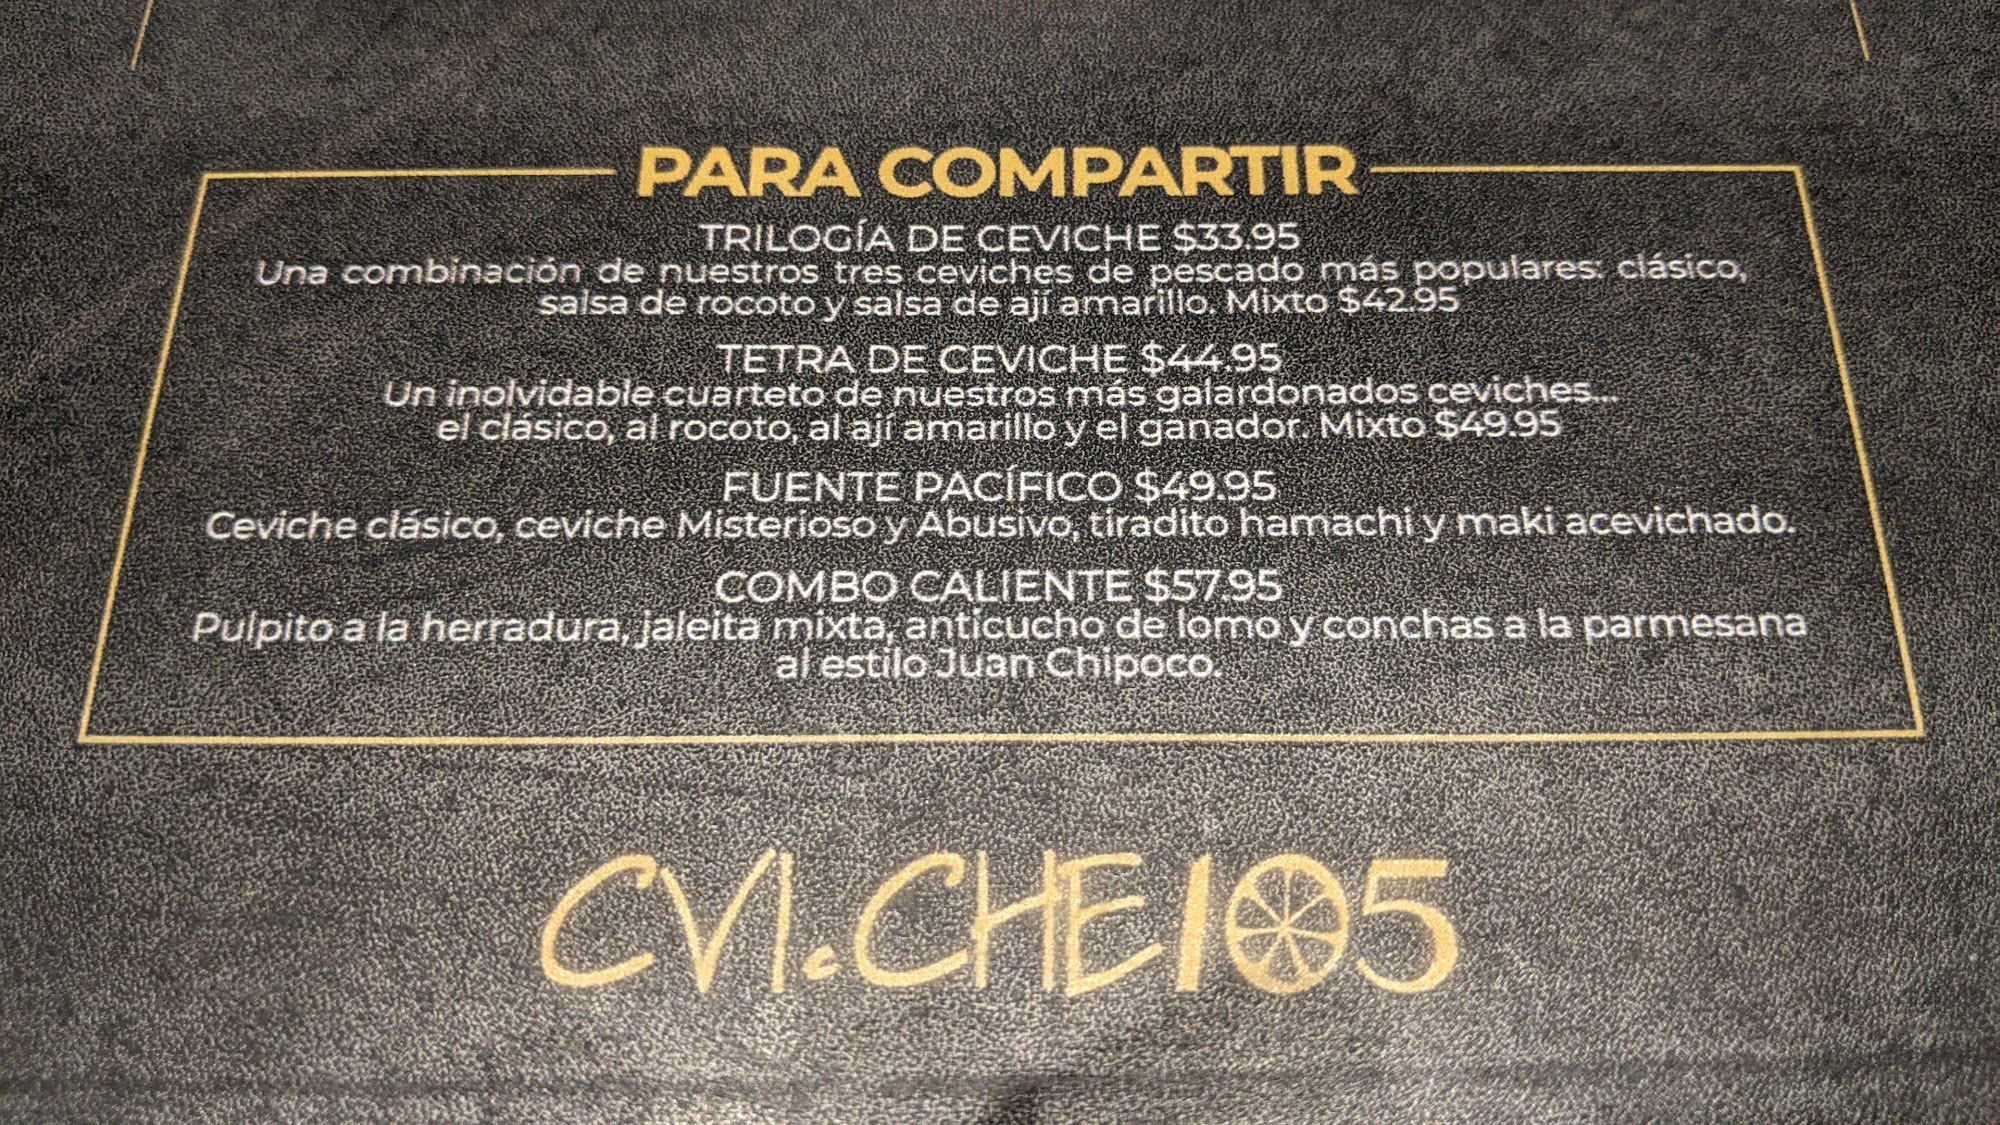 PARA COMPARTIR
TRILOGÍA DE CEVICHE $33.95
Una combinación de nuestros tres ceviches de pescado más populares: clásico,
salsa de rocoto y salsa de ají amarillo. Mixto $42.95
TETRA DE CEVICHE $44.95
Un inolvidable cuarteto de nuestros más galardonados ceviches...
el clásico, al rocoto, al ají amarillo y el ganador. Mixto $49.95
FUENTE PACÍFICO $49.95
Ceviche clásico, ceviche Misterioso y Abusivo, tiradito hamachi y maki acevichado.
COMBO CALIENTE $57.95
Pulpito a la herradura, jaleita mixta, anticucho de lomo y conchas a la parmesana
al estilo Juan Chipoco.
CVI.CHE 105